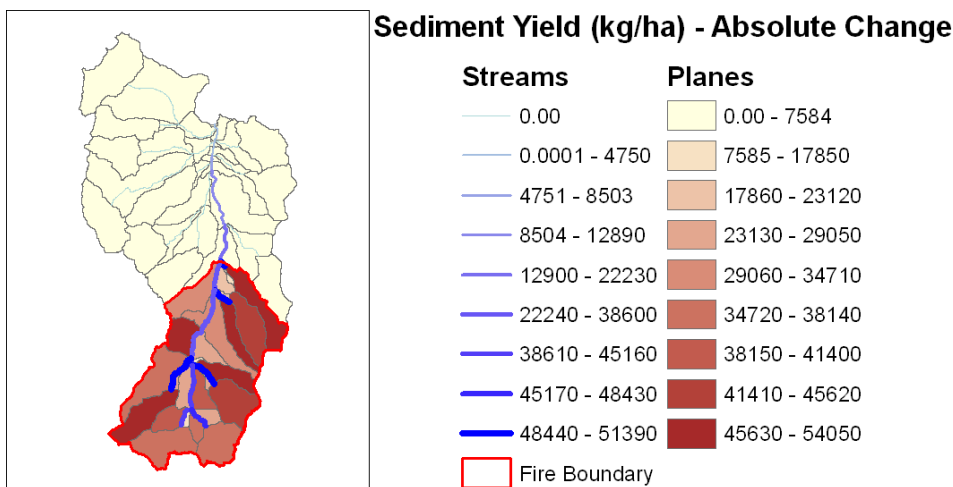 Sediment Yield (kg/ha) - Absolute Change
Streams
0.00
0.0001 - 4750
4751 - 8503
8504 - 12890
12900 - 22230
22240 - 38600
38610 - 45160
45170 - 48430
48440 - 51390
Fire Boundary
Planes
0.00 - 7584
7585 - 17850
17860 - 23120
23130 - 29050
29060 - 34710
34720 - 38140
38150 - 41400
41410 - 45620
45630 - 54050